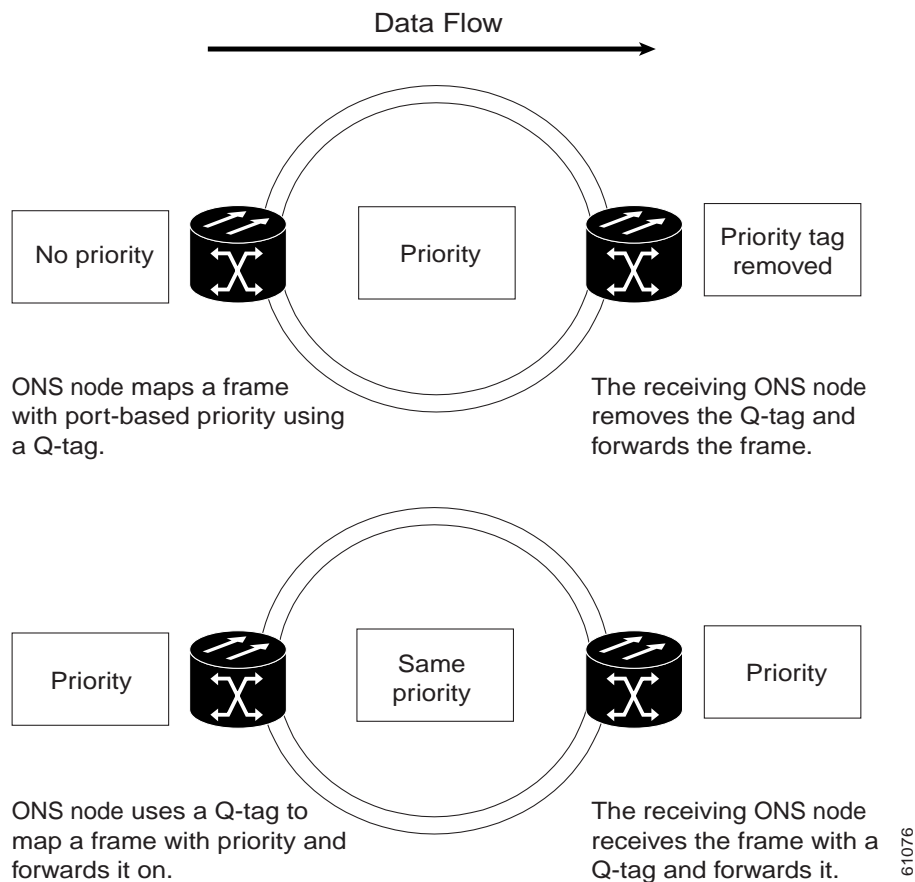 Data Flow
No priority
Priority
Priority tag
removed
ONS node maps a frame
with port-based priority using
a Q-tag.
The receiving ONS node
removes the Q-tag and
forwards the frame.
Priority
Same
priority
Priority
ONS node uses a Q-tag to
map a frame with priority and
forwards it on.
The receiving ONS node
receives the frame with a
Q-tag and forwards it.
61076